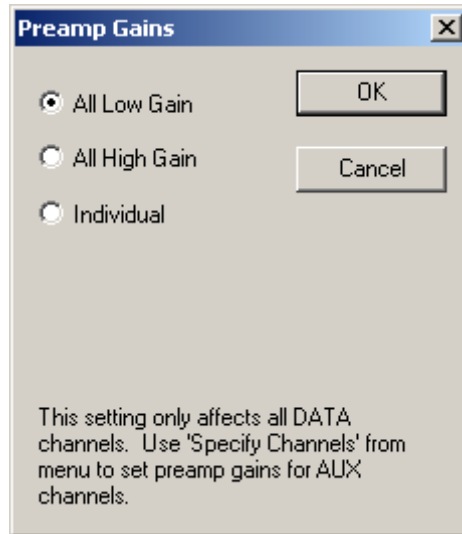 Preamp Gains
All Low Gain
OK
All High Gain
Cancel
Individual
This setting only affects all DATA
channels.  Use 'Specify Channels' from
menu to set preamp gains for AUX
channels.